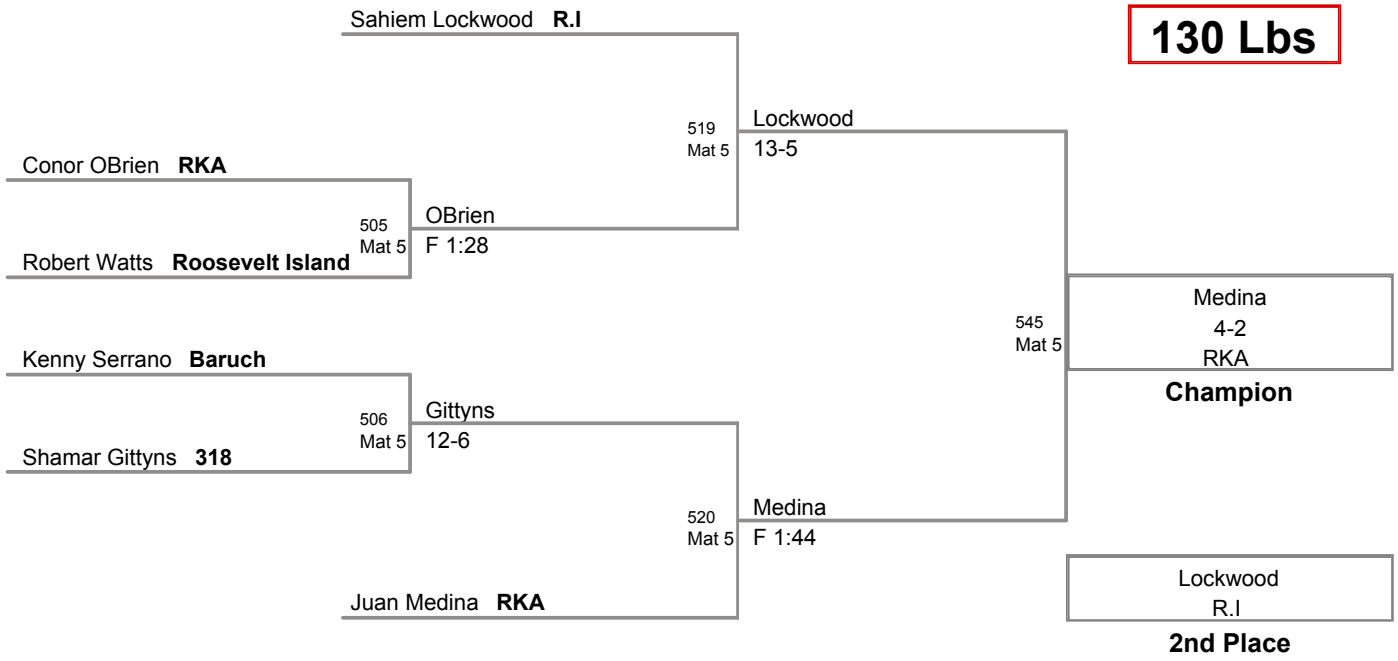 Sahiem Lockwood R.I
130 Lbs
519
Mat 5
Lockwood
13-5
Conor OBrien RKA
505
Mat 5
OBrien
F 1:28
Robert Watts Roosevelt Island
Medina
4-2
RKA
545
Mat 5
Champion
Kenny Serrano Baruch
506
Mat 5
Gittyns
12-6
Shamar Gittyns 318
520
Mat 5
Medina
F 1:44
Juan Medina RKA
Lockwood
R.I
2nd Place